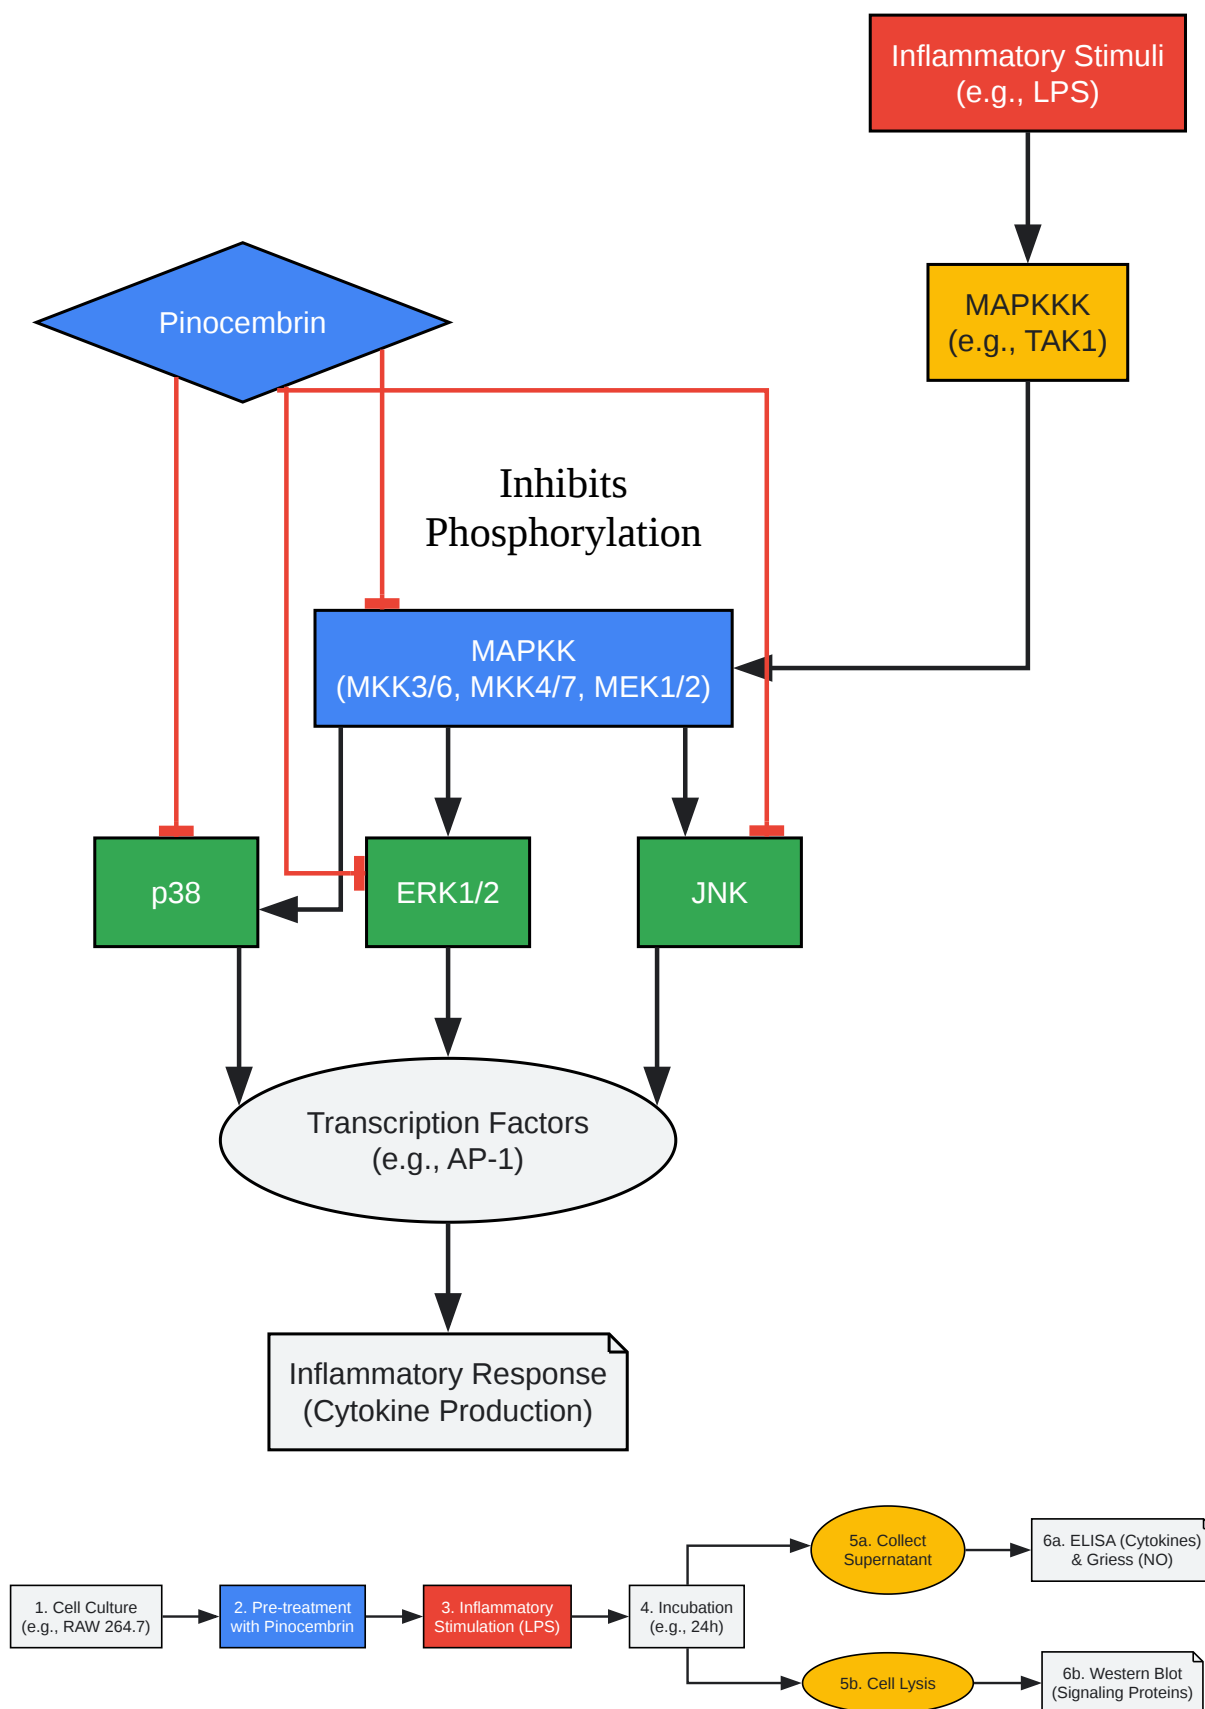 Inflammatory Stimuli
(e.g., LPS)
Pinocembrin
MAPKKK
(e.g., TAK1)
Inhibits
Phosphorylation
MAPKK
(MKK3/6, MKK4/7, MEK1/2)
p38
ERK1/2
JNK
Transcription Factors
(e.g., AP-1)
Inflammatory Response
(Cytokine Production)
1. Cell Culture
(e.g., RAW 264.7)
2. Pre-treatment
with Pinocembrin
3. Inflammatory
Stimulation (LPS)
4. Incubation
(e.g., 24h)
5a. Collect
Supernatant
6a. ELISA (Cytokines)
& Griess (NO)
5b. Cell Lysis
6b. Western Blot
(Signaling Proteins)